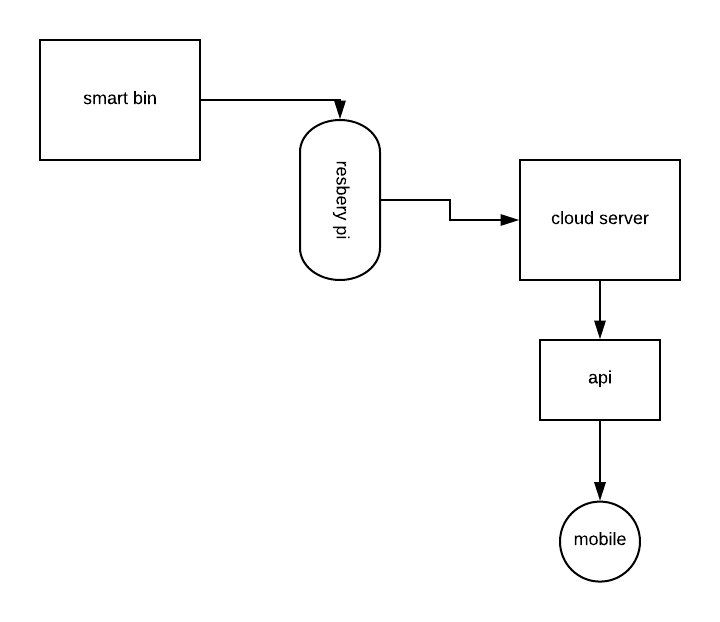 smart bin
resbery pi
cloud server
api
mobile